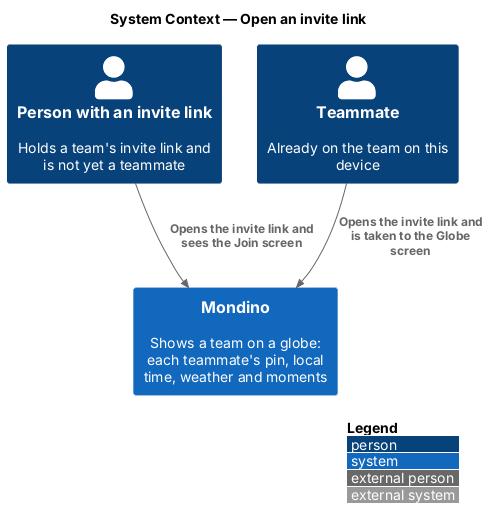 System Context — Open an invite link
Person with an invite link
Holds a team's invite link and
is not yet a teammate
Teammate
Already on the team on this
device
Opens the invite link and
sees the Join screen
Opens the invite link and
is taken to the Globe
screen
Mondino
Shows a team on a globe:
each teammate's pin, local
time, weather and moments
Legend
person
system
external person
external system